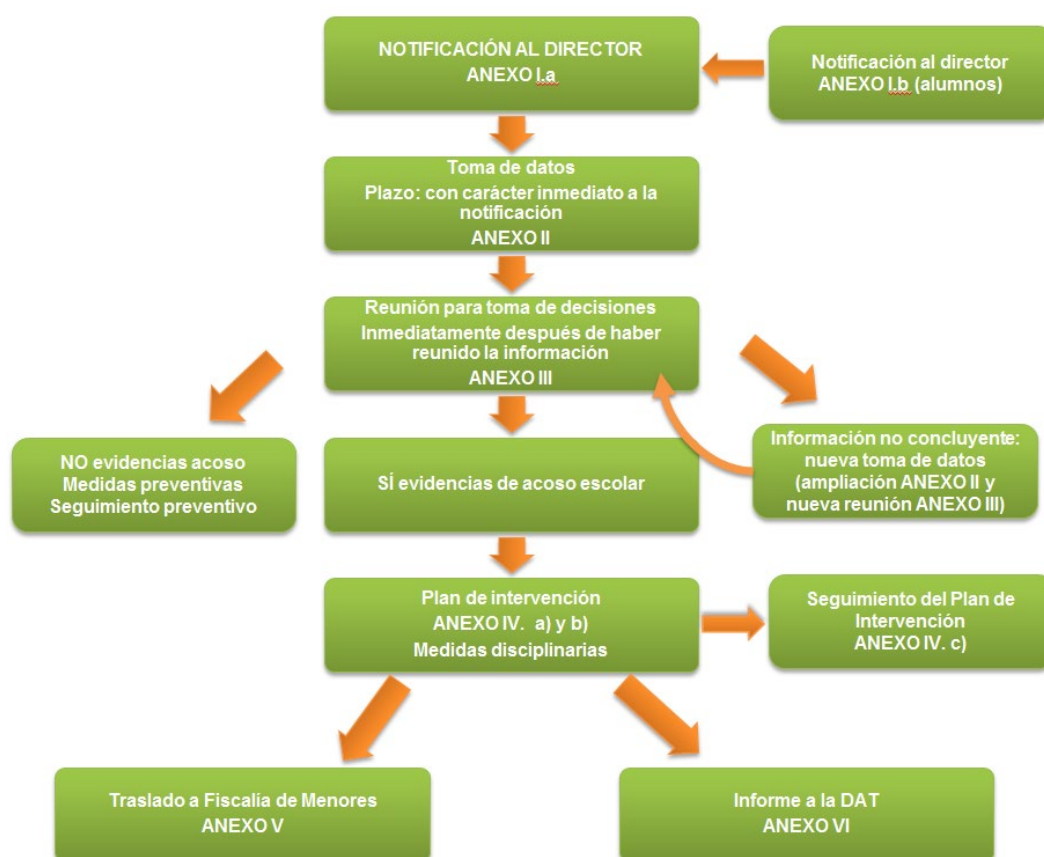 NOTIFICACIÓN AL DIRECTOR
ANEXO I.a
Notificación al director
ANEXO I.b (alumnos)
Toma de datos
Plazo: con carácter inmediato a la
notificación
ANEXO II
Reunión para toma de decisiones
Inmediatamente después de haber
reunido la información
ANEXO III
NO evidencias acoso
Medidas preventivas
Seguimiento preventivo
SÍ evidencias de acoso escolar
Información no concluyente:
nueva toma de datos
(ampliación ANEXO II y
nueva reunión ANEXO III)
Plan de intervención
ANEXO IV. a) y b)
Medidas disciplinarias
Seguimiento del Plan de
Intervención
ANEXO IV. c)
Traslado a Fiscalía de Menores
ANEXO V
Informe a la DAT
ANEXO VI